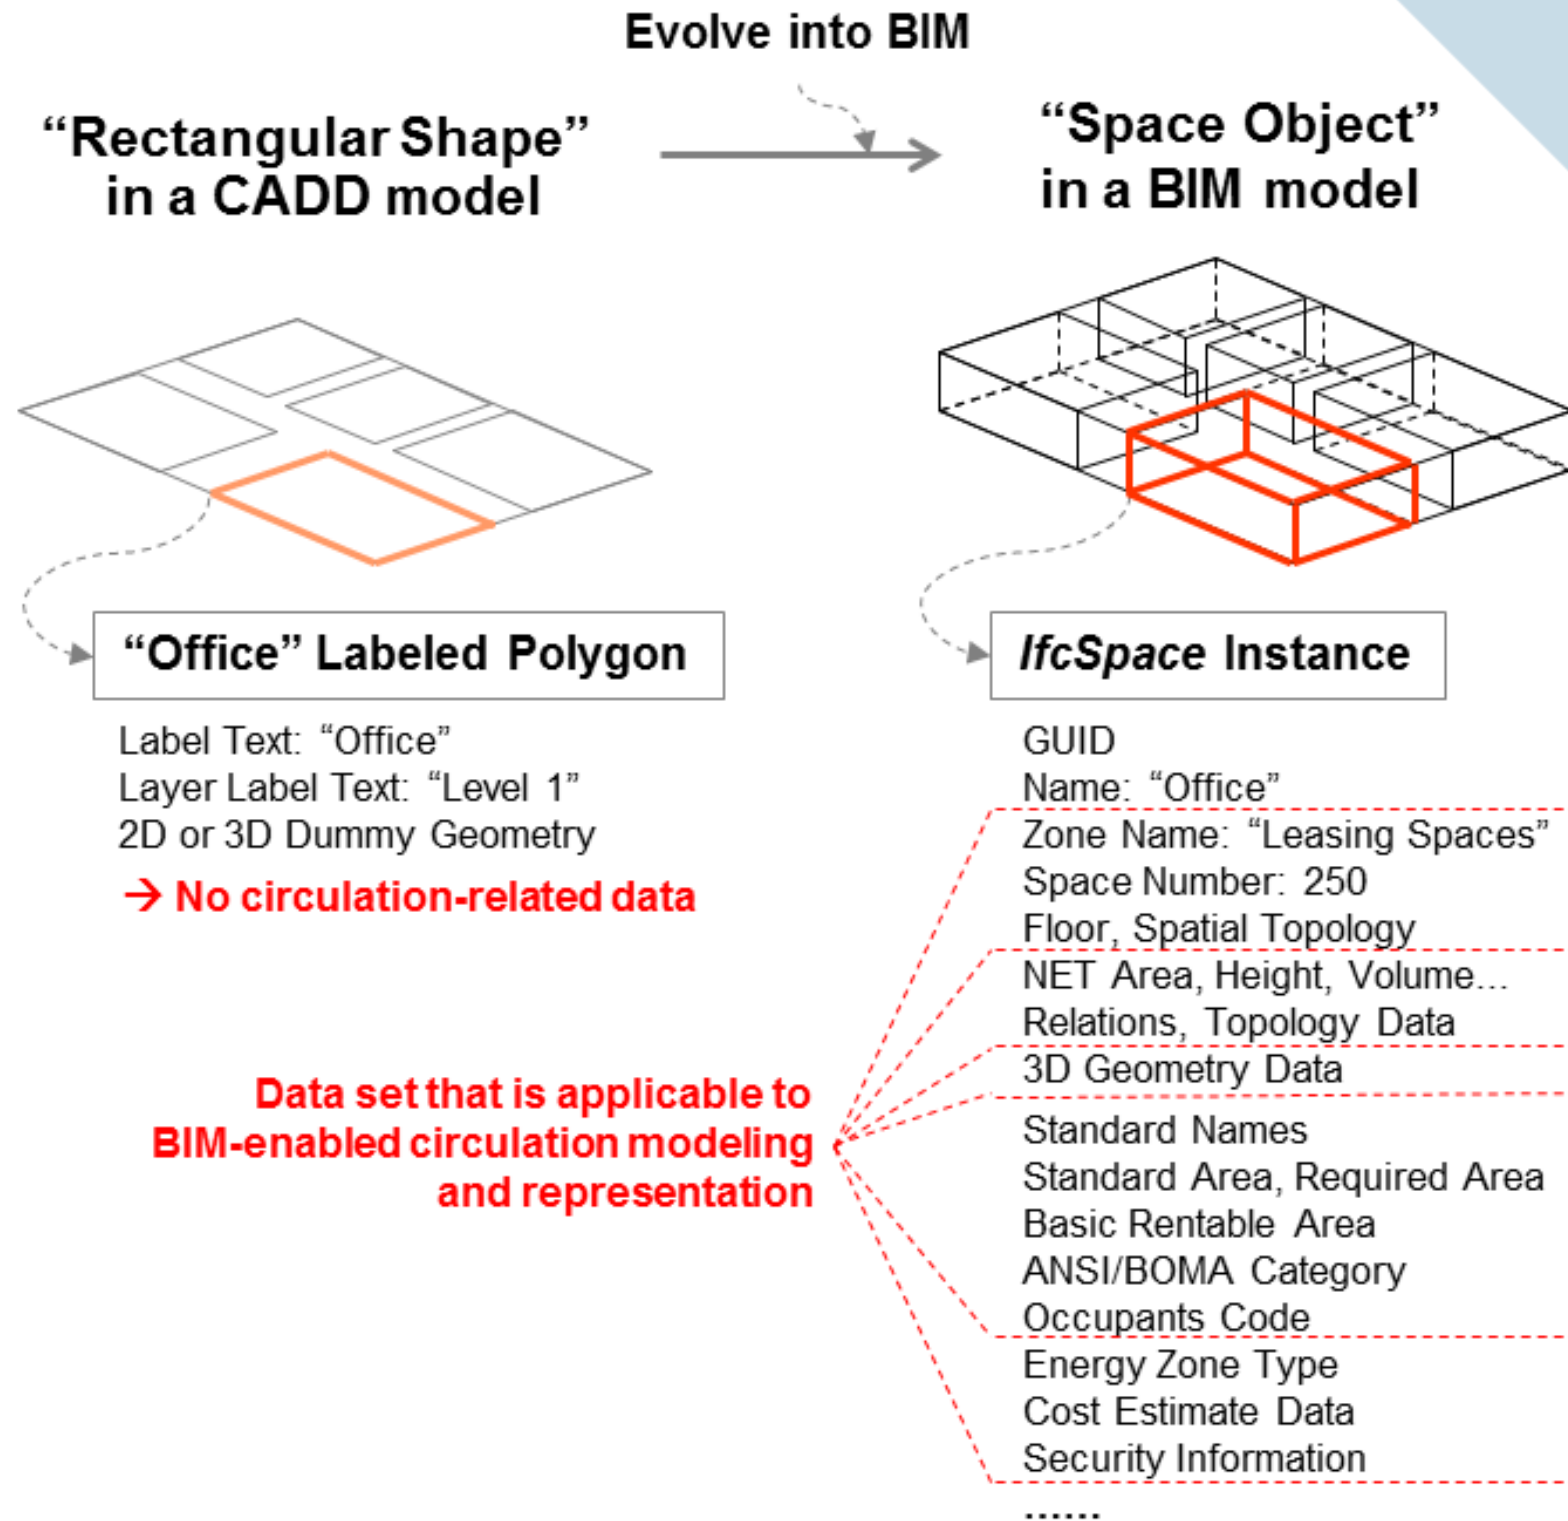 Evolve into BIM
“Rectangular Shape”
in a CADD model
“Space Object”
in a BIM model
“Office” Labeled Polygon
Label Text: “Office”
Layer Label Text: “Level 1”
2D or 3D Dummy Geometry
→ No circulation-related data
Data set that is applicable to
BIM-enabled circulation modeling
and representation
IfcSpace Instance
GUID
Name: “Office”
Zone Name: “Leasing Spaces”
Space Number: 250
Floor, Spatial Topology
NET Area, Height, Volume...
Relations, Topology Data
3D Geometry Data
Standard Names
Standard Area, Required Area
Basic Rentable Area
ANSI/BOMA Category
Occupants Code
Energy Zone Type
Cost Estimate Data
Security Information
......